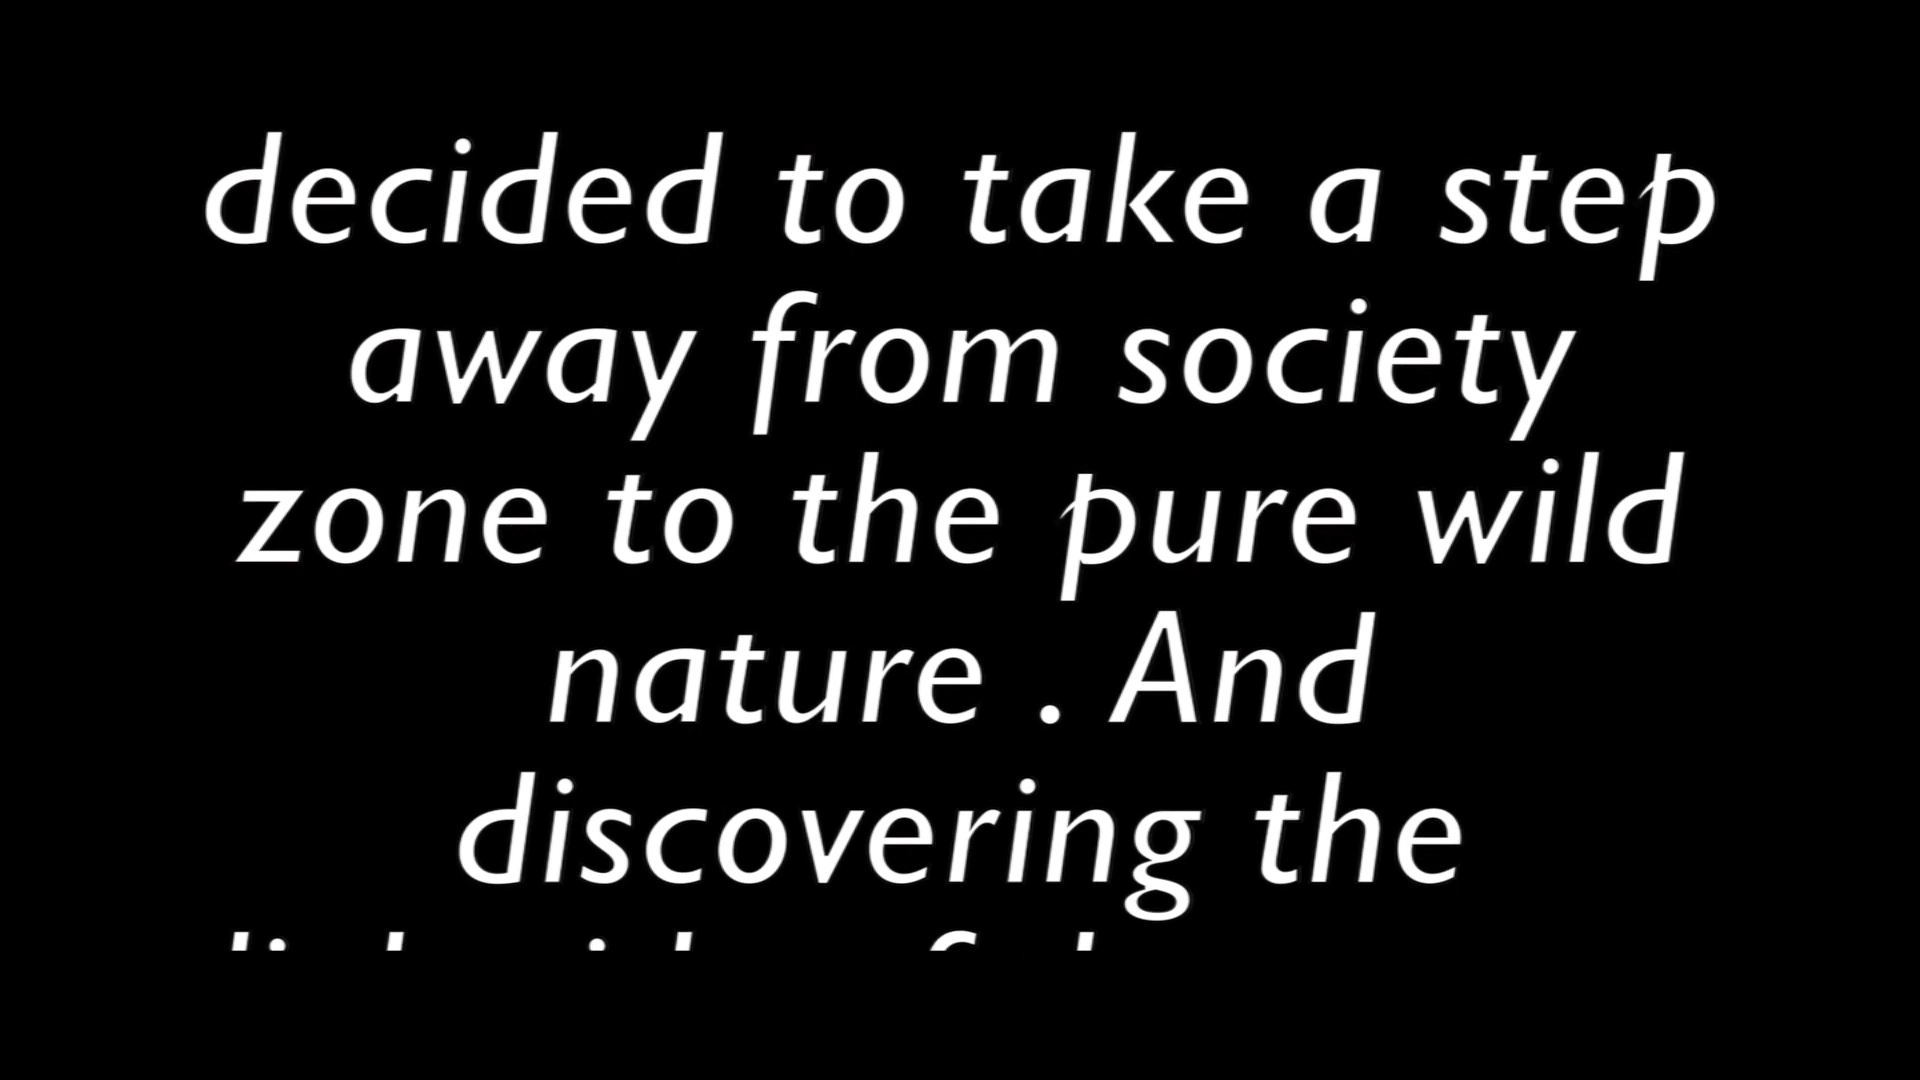 decided to take a step
away from society
zone to the pure wild
nature . And
discovering the